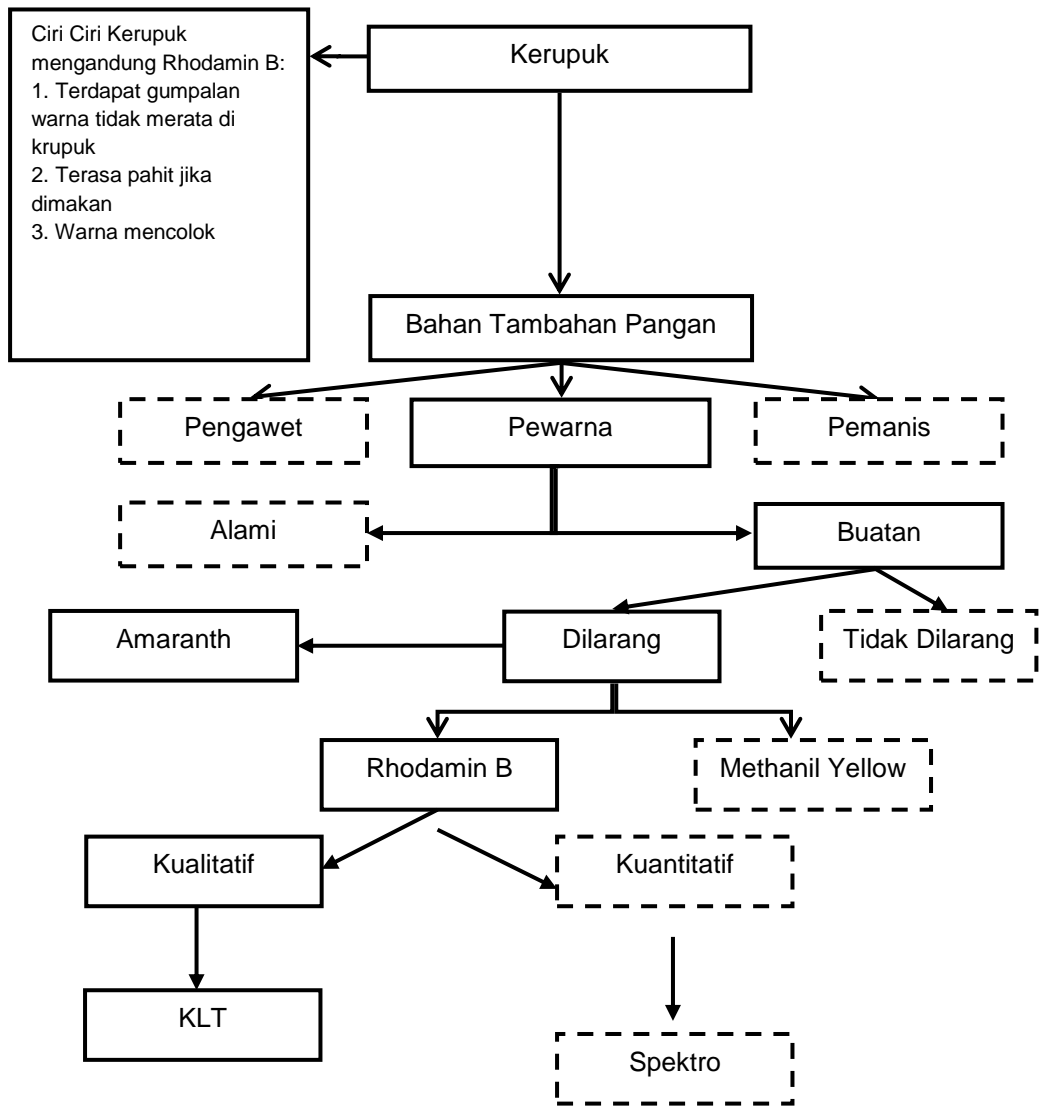 Ciri Ciri Kerupuk
mengandung Rhodamin B:
1. Terdapat gumpalan
warna tidak merata di
krupuk
2. Terasa pahit jika
dimakan
3. Warna mencolok
Kerupuk
Bahan Tambahan Pangan
Pengawet
Pewarna
Pemanis
Alami
Buatan
Amaranth
Dilarang
Tidak Dilarang
Rhodamin B
Methanil Yellow
Kualitatif
Kuantitatif
KLT
Spektro